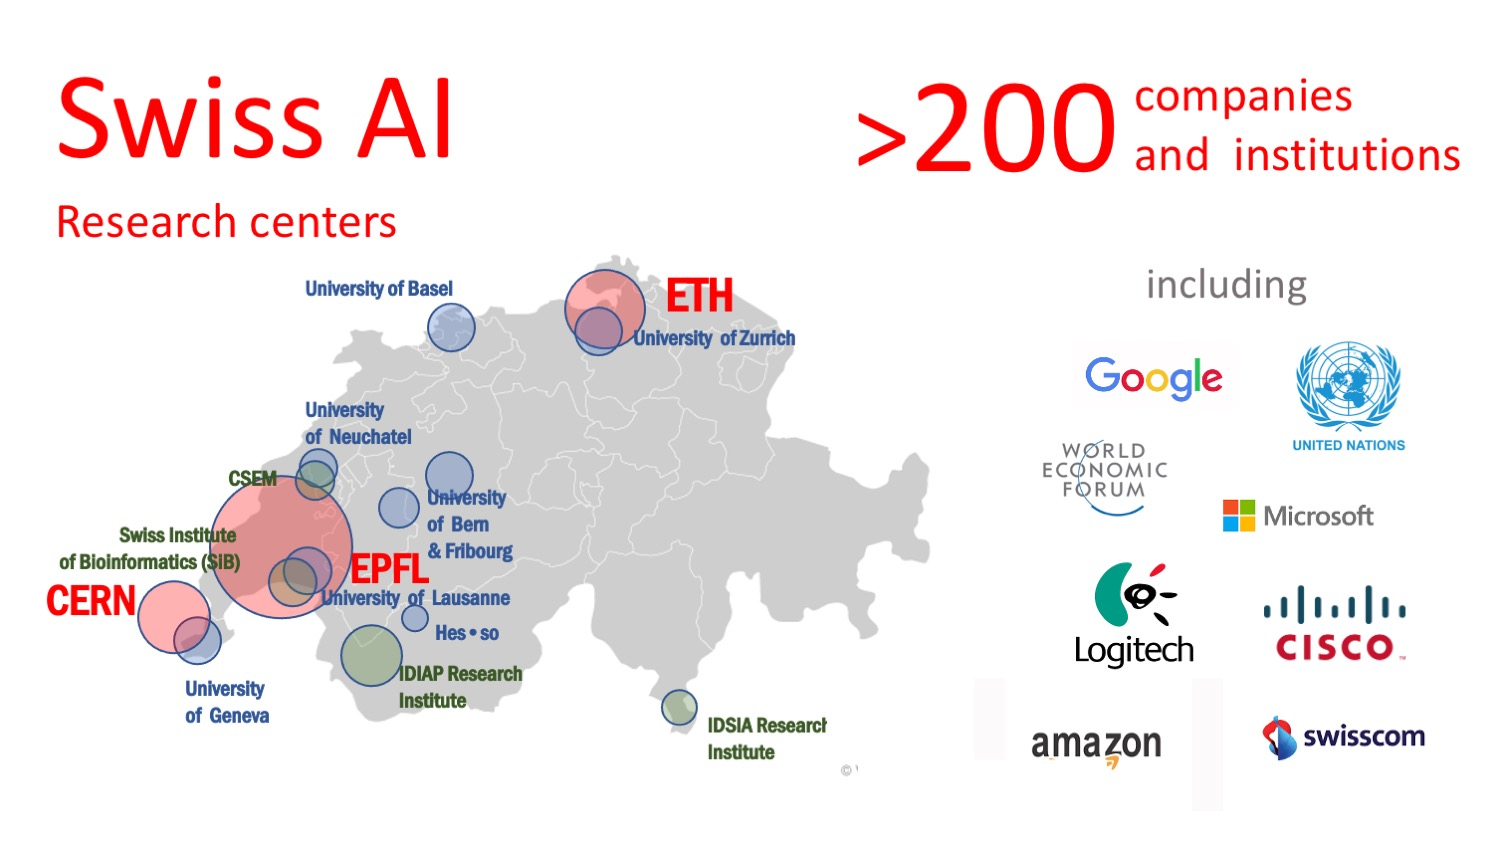 Swiss AI
Research centers
>200
companies
and institutions
including
University of Basel
ETH
University of Zurrich
University
of Neuchatel
CSEM
University
of Bern
& Fribourg
Swiss Institute
of Bioinformatics (SiB)
EPFL
CERN
University of Lausanne
Hes•so
IDIAP Research
Institute
University
of Geneva
IDSIA Research
Institute
©
Google
UNITED NATIONS
WORLD
ECONOMIC
FORUM
Microsoft
Logitech
CISCO
amazon
swisscom